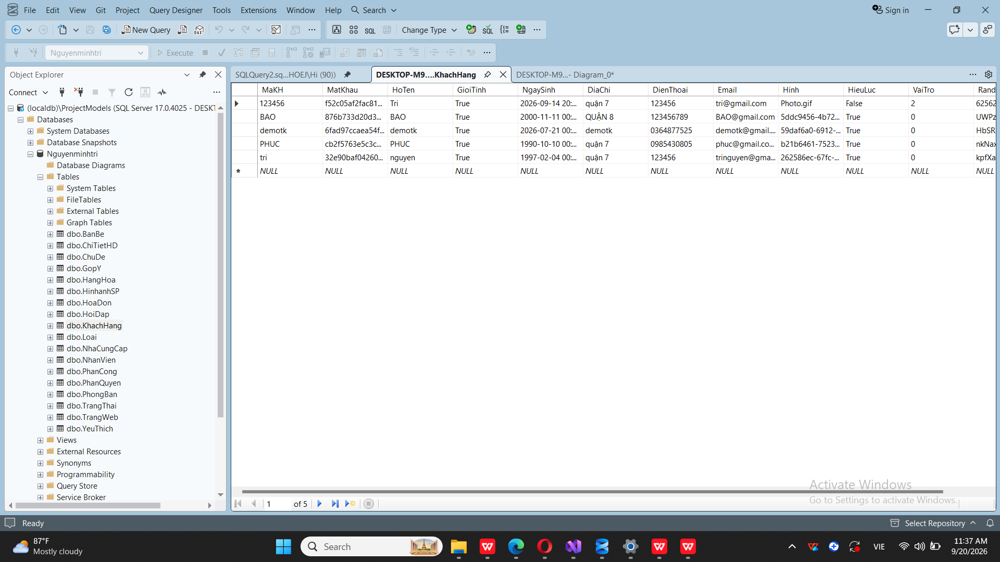 File Edit View Git Project Query Designer Tools Extensions Window Help Search Sign in
New Query Change Type SQL
Nguyenminhtri Execute
Object Explorer
Connect
(localdb)\ProjectModels (SQL Server 17.0.4025 - DESKT
Databases
System Databases
Database Snapshots
Nguyenminhtri
Database Diagrams
Tables
System Tables
FileTables
External Tables
Graph Tables
dbo.BanBe
dbo.ChiTietHD
dbo.ChuDe
dbo.GopY
dbo.HangHoa
dbo.HinhanhSP
dbo.HoaDon
dbo.HoiDap
dbo.KhachHang
dbo.Loai
dbo.NhaCungCap
dbo.NhanVien
dbo.PhanCong
dbo.PhanQuyen
dbo.PhongBan
dbo.TrangThai
dbo.TrangWeb
dbo.YeuThich
Views
External Resources
Synonyms
Programmability
Query Store
Service Broker
SQLQuery2.sq...HOEJ\Hi (90)) DESKTOP-M9....KhachHang DESKTOP-M9...- Diagram_0*
MaKH MatKhau HoTen GioiTinh NgaySinh DiaChi DienThoai Email Hinh HieuLuc VaiTro Rand
123456 f52c05af2fac81... Tri True 2026-09-14 20:... quận 7 123456 tri@gmail.com Photo.gif False 2 62562
BAO 876b733d20d3... BAO True 2000-11-11 00:... QUẬN 8 123456789 BAO@gmail.com 5ddc9456-4b72... True 0 UWPz
demotk 6fad97ccaea54f... demotk True 2026-07-21 00:... demotk 0364877525 demotk@gmail.... 59daf6a0-6912-... True 0 HbSR
PHUC cb2f5763e5c3c... PHUC True 1990-10-10 00:... quận 7 0985430805 phuc@gmail.co... b21b6461-7523... True 0 nkNax
tri 32e90baf04260... nguyen True 1997-02-04 00:... quận 7 123456 tringuyen@gma... 262586ec-67fc-... True 0 kpfXa
NULL NULL NULL NULL NULL NULL NULL NULL NULL NULL NULL NULL
1 of 5
Activate Windows
Go to Settings to activate Windows.
Ready Select Repository
87°F
Mostly cloudy
Search
VIE
11:37 AM
9/20/2026